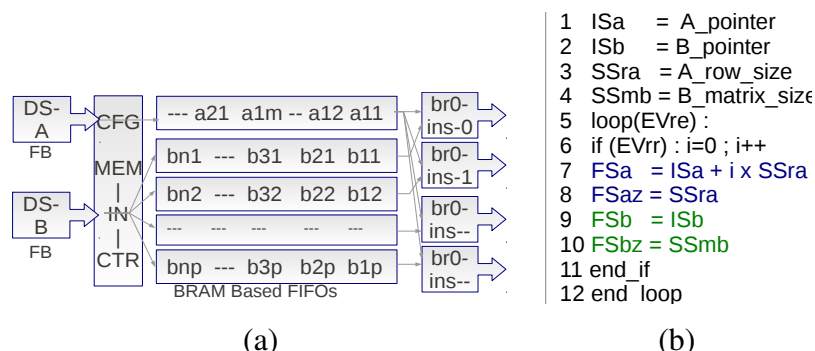 DS-
A
FB
DS-
B
FB
CFG
MEM
IN
CTR
--- a21 a1m -- a12 a11
bn1 --- b31 b21 b11
bn2 --- b32 b22 b12
--- --- --- --- ---
bnp --- b3p b2p b1p
BRAM Based FIFOs
br0-
ins-0
br0-
ins-1
br0-
ins--
br0-
ins--
(a)
1 ISa = A_pointer
2 ISb = B_pointer
3 SSra = A_row_size
4 SSmb = B_matrix_size
5 loop(EVre) :
6 if (EVrr) : i=0 ; i++
7 FSa = ISa + i x SSra
8 FSaz = SSra
9 FSb = ISb
10 FSbz = SSmb
11 end_if
12 end_loop
(b)